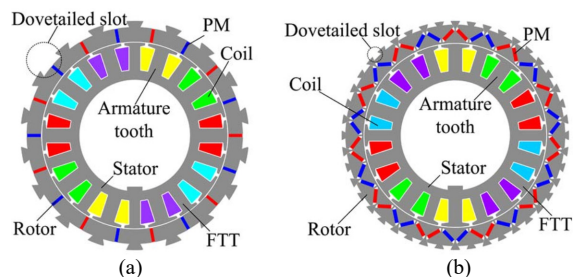 Dovetailed slot
PM
Coil
Armature
tooth
Stator
Rotor
FTT
(a)
Dovetailed slot
PM
Coil
Armature
tooth
Stator
Rotor
FTT
(b)